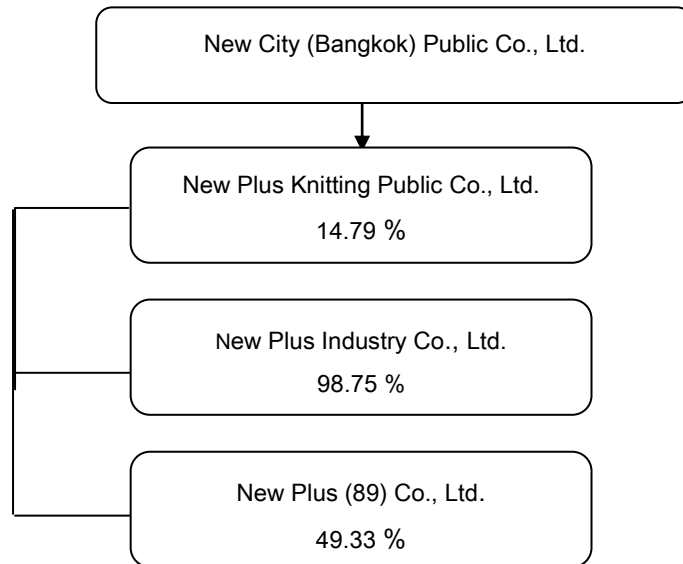 New City (Bangkok) Public Co., Ltd.
New Plus Knitting Public Co., Ltd.
14.79 %
New Plus Industry Co., Ltd.
98.75 %
New Plus (89) Co., Ltd.
49.33 %